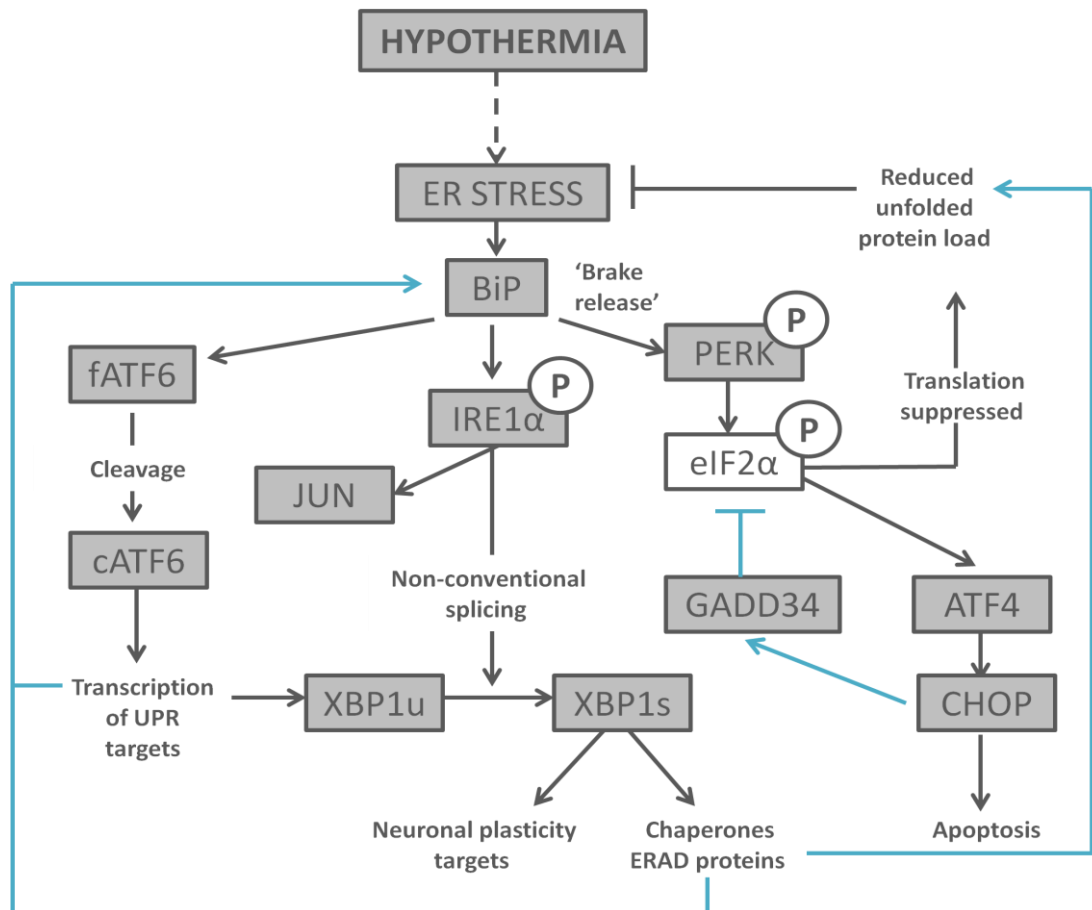 HYPOTHERMIA
ER STRESS
Reduced
unfolded
protein load
BiP
‘Brake
release’
P
PERK
fATF6
P
IRE1α
Translation
suppressed
P
eIF2α
Cleavage
JUN
cATF6
Non-conventional
splicing
GADD34
ATF4
Transcription
of UPR
targets
XBP1u
XBP1s
CHOP
Neuronal plasticity
targets
Chaperones
ERAD proteins
Apoptosis